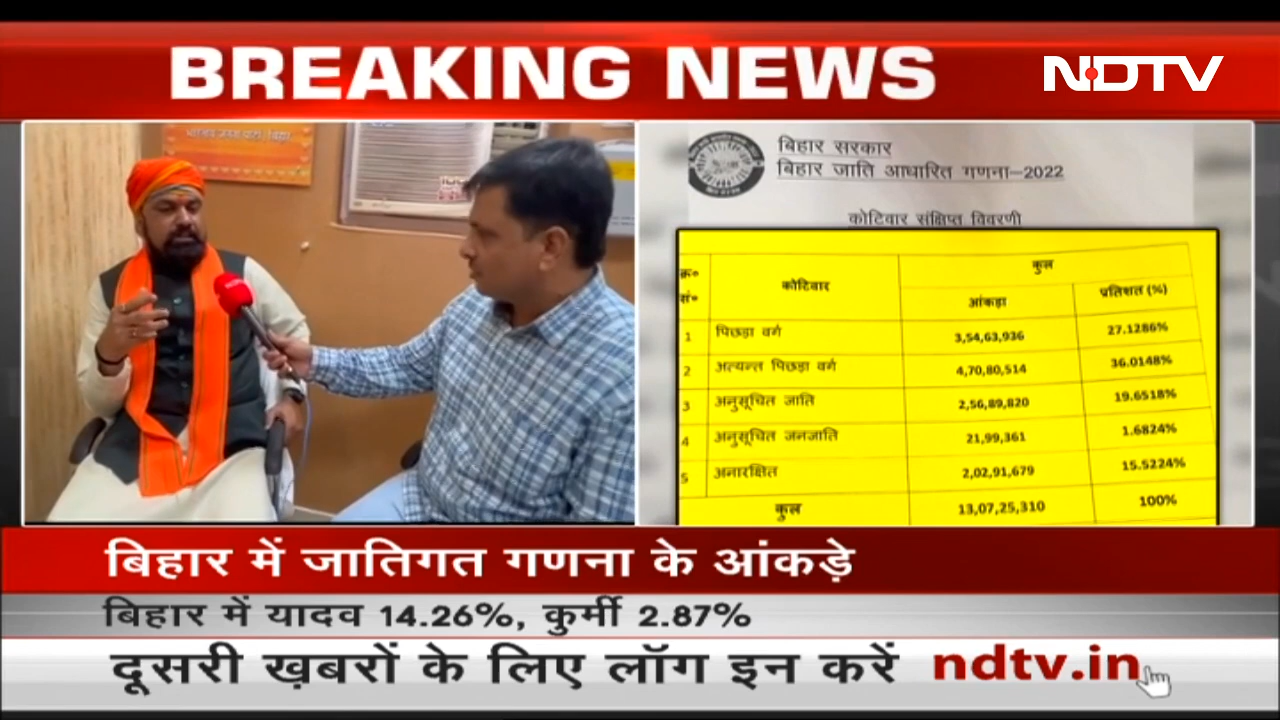 BREAKING NEWS
NDTV
बिहार सरकार
बिहार जाति आधारित गणना–2022
कोटिवार संक्षिप्त विवरणी
क्र० सं० कोटिवार कुल
आंकड़ा प्रतिशत (%)
1 पिछड़ा वर्ग 3,54,63,936 27.1286%
2 अत्यन्त पिछड़ा वर्ग 4,70,80,514 36.0148%
3 अनुसूचित जाति 2,56,89,820 19.6518%
4 अनुसूचित जनजाति 21,99,361 1.6824%
5 अनारक्षित 2,02,91,679 15.5224%
कुल 13,07,25,310 100%
बिहार में जातिगत गणना के आंकड़े
बिहार में यादव 14.26%, कुर्मी 2.87%
दूसरी ख़बरों के लिए लॉग इन करें ndtv.in